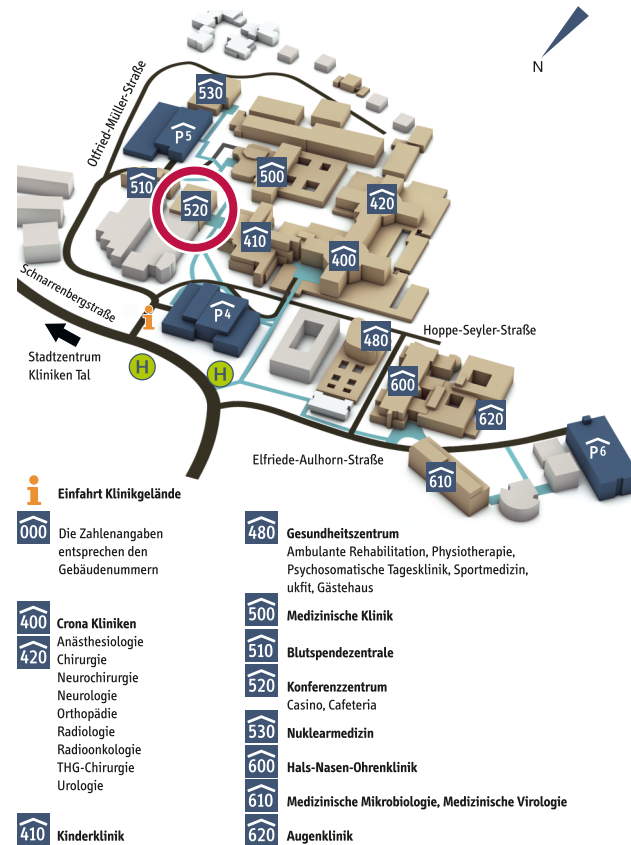 N
530
Otfried-Müller-Straße
P5
510
500
520
420
410
400
Schnarrenbergstraße
i
P4
Hoppe-Seyler-Straße
480
Stadtzentrum
Kliniken Tal
H
H
600
620
Elfriede-Aulhorn-Straße
P6
610
i Einfahrt Klinikgelände
000 Die Zahlenangaben
entsprechen den
Gebäudenummern
400 Crona Kliniken
420 Anästhesiologie
Chirurgie
Neurochirurgie
Neurologie
Orthopädie
Radiologie
Radioonkologie
THG-Chirurgie
Urologie
410 Kinderklinik
480 Gesundheitszentrum
Ambulante Rehabilitation, Physiotherapie,
Psychosomatische Tagesklinik, Sportmedizin,
ukfit, Gästehaus
500 Medizinische Klinik
510 Blutspendezentrale
520 Konferenzzentrum
Casino, Cafeteria
530 Nuklearmedizin
600 Hals-Nasen-Ohrenklinik
610 Medizinische Mikrobiologie, Medizinische Virologie
620 Augenklinik